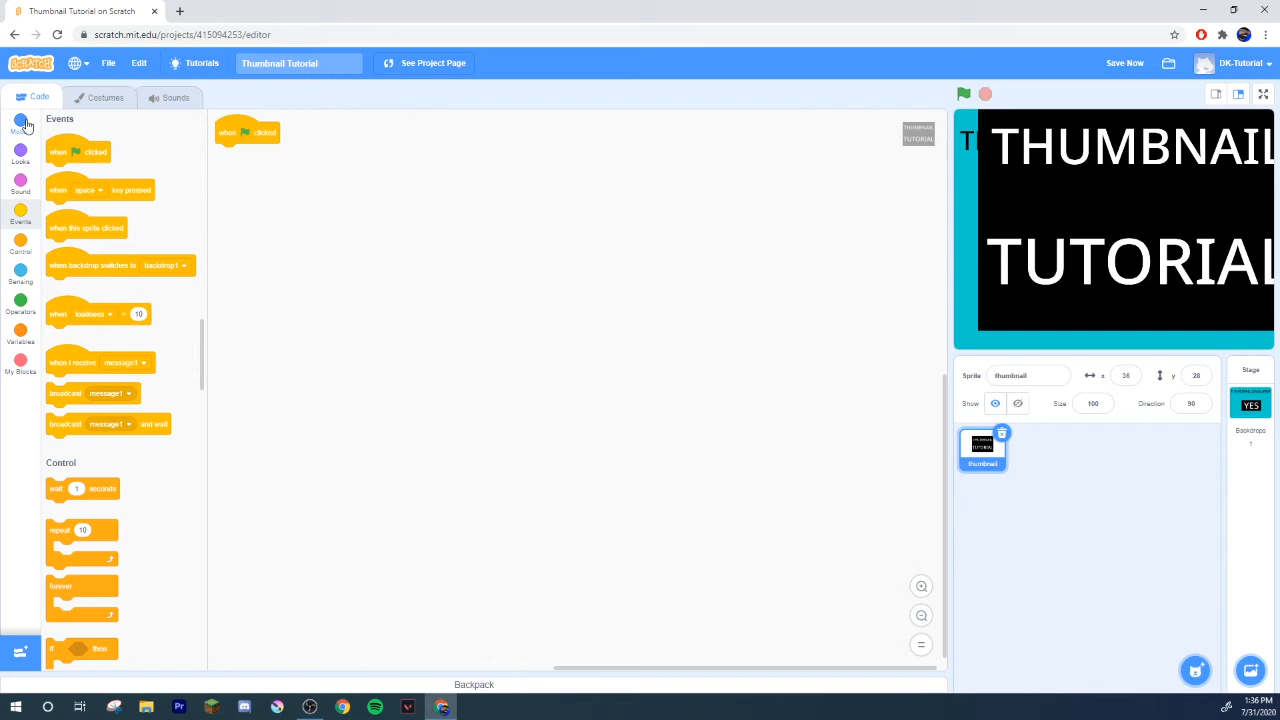 Thumbnail Tutorial on Scratch
scratch.mit.edu/projects/415094253/editor
SCRATCH
File
Edit
Tutorials
Thumbnail Tutorial
See Project Page
Save Now
DK-Tutorial
Code
Costumes
Sounds
Looks
Sound
Events
Control
Sensing
Operators
Variables
My Blocks
Events
when clicked
when space key pressed
when this sprite clicked
when backdrop switches to backdrop1
when loudness > 10
when I receive message1
broadcast message1
broadcast message1 and wait
Control
wait 1 seconds
repeat 10
forever
if then
when clicked
THUMBNAIL
TUTORIAL
THUMBNAIL
TUTORIAL
Sprite thumbnail x 36 y 28
Show Size 100 Direction 90
thumbnail
Stage
YES
Backdrops
1
Backpack
1:36 PM
7/31/2020